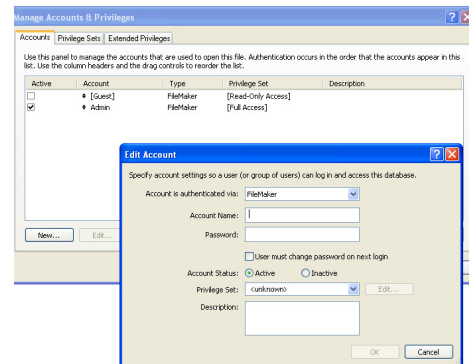 Manage Accounts & Privileges
Accounts Privilege Sets Extended Privileges
Use this panel to manage the accounts that are used to open this file. Authentication occurs in the order that the accounts appear in this
list. Use the column headers and the drag controls to reorder the list.
Active Account Type Privilege Set Description
[Guest] FileMaker [Read-Only Access]
Admin FileMaker [Full Access]
Edit Account
Specify account settings so a user (or group of users) can log in and access this database.
Account is authenticated via: FileMaker
Account Name:
Password:
New... Edit...
User must change password on next login
Account Status: Active Inactive
Privilege Set: <unknown> Edit...
Description:
OK Cancel